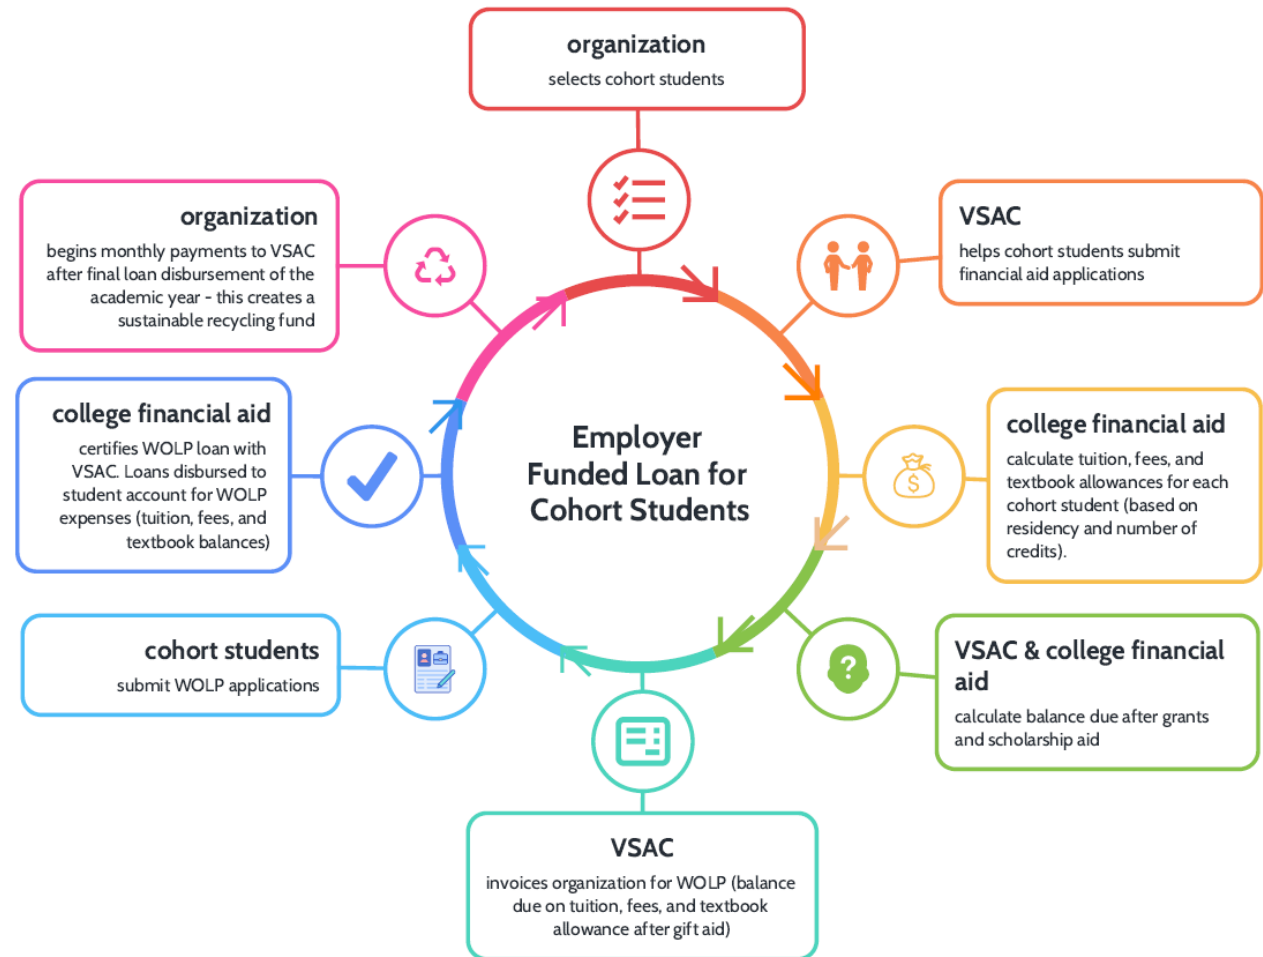 organization
selects cohort students
VSAC
helps cohort students submit
financial aid applications
college financial aid
calculate tuition, fees, and
textbook allowances for each
cohort student (based on
residency and number of
credits).
VSAC & college financial
aid
calculate balance due after grants
and scholarship aid
VSAC
invoices organization for WOLP (balance
due on tuition, fees, and textbook
allowance after gift aid)
cohort students
submit WOLP applications
college financial aid
certifies WOLP loan with
VSAC. Loans disbursed to
student account for WOLP
expenses (tuition, fees, and
textbook balances)
organization
begins monthly payments to VSAC
after final loan disbursement of the
academic year - this creates a
sustainable recycling fund
Employer
Funded Loan for
Cohort Students
$
?